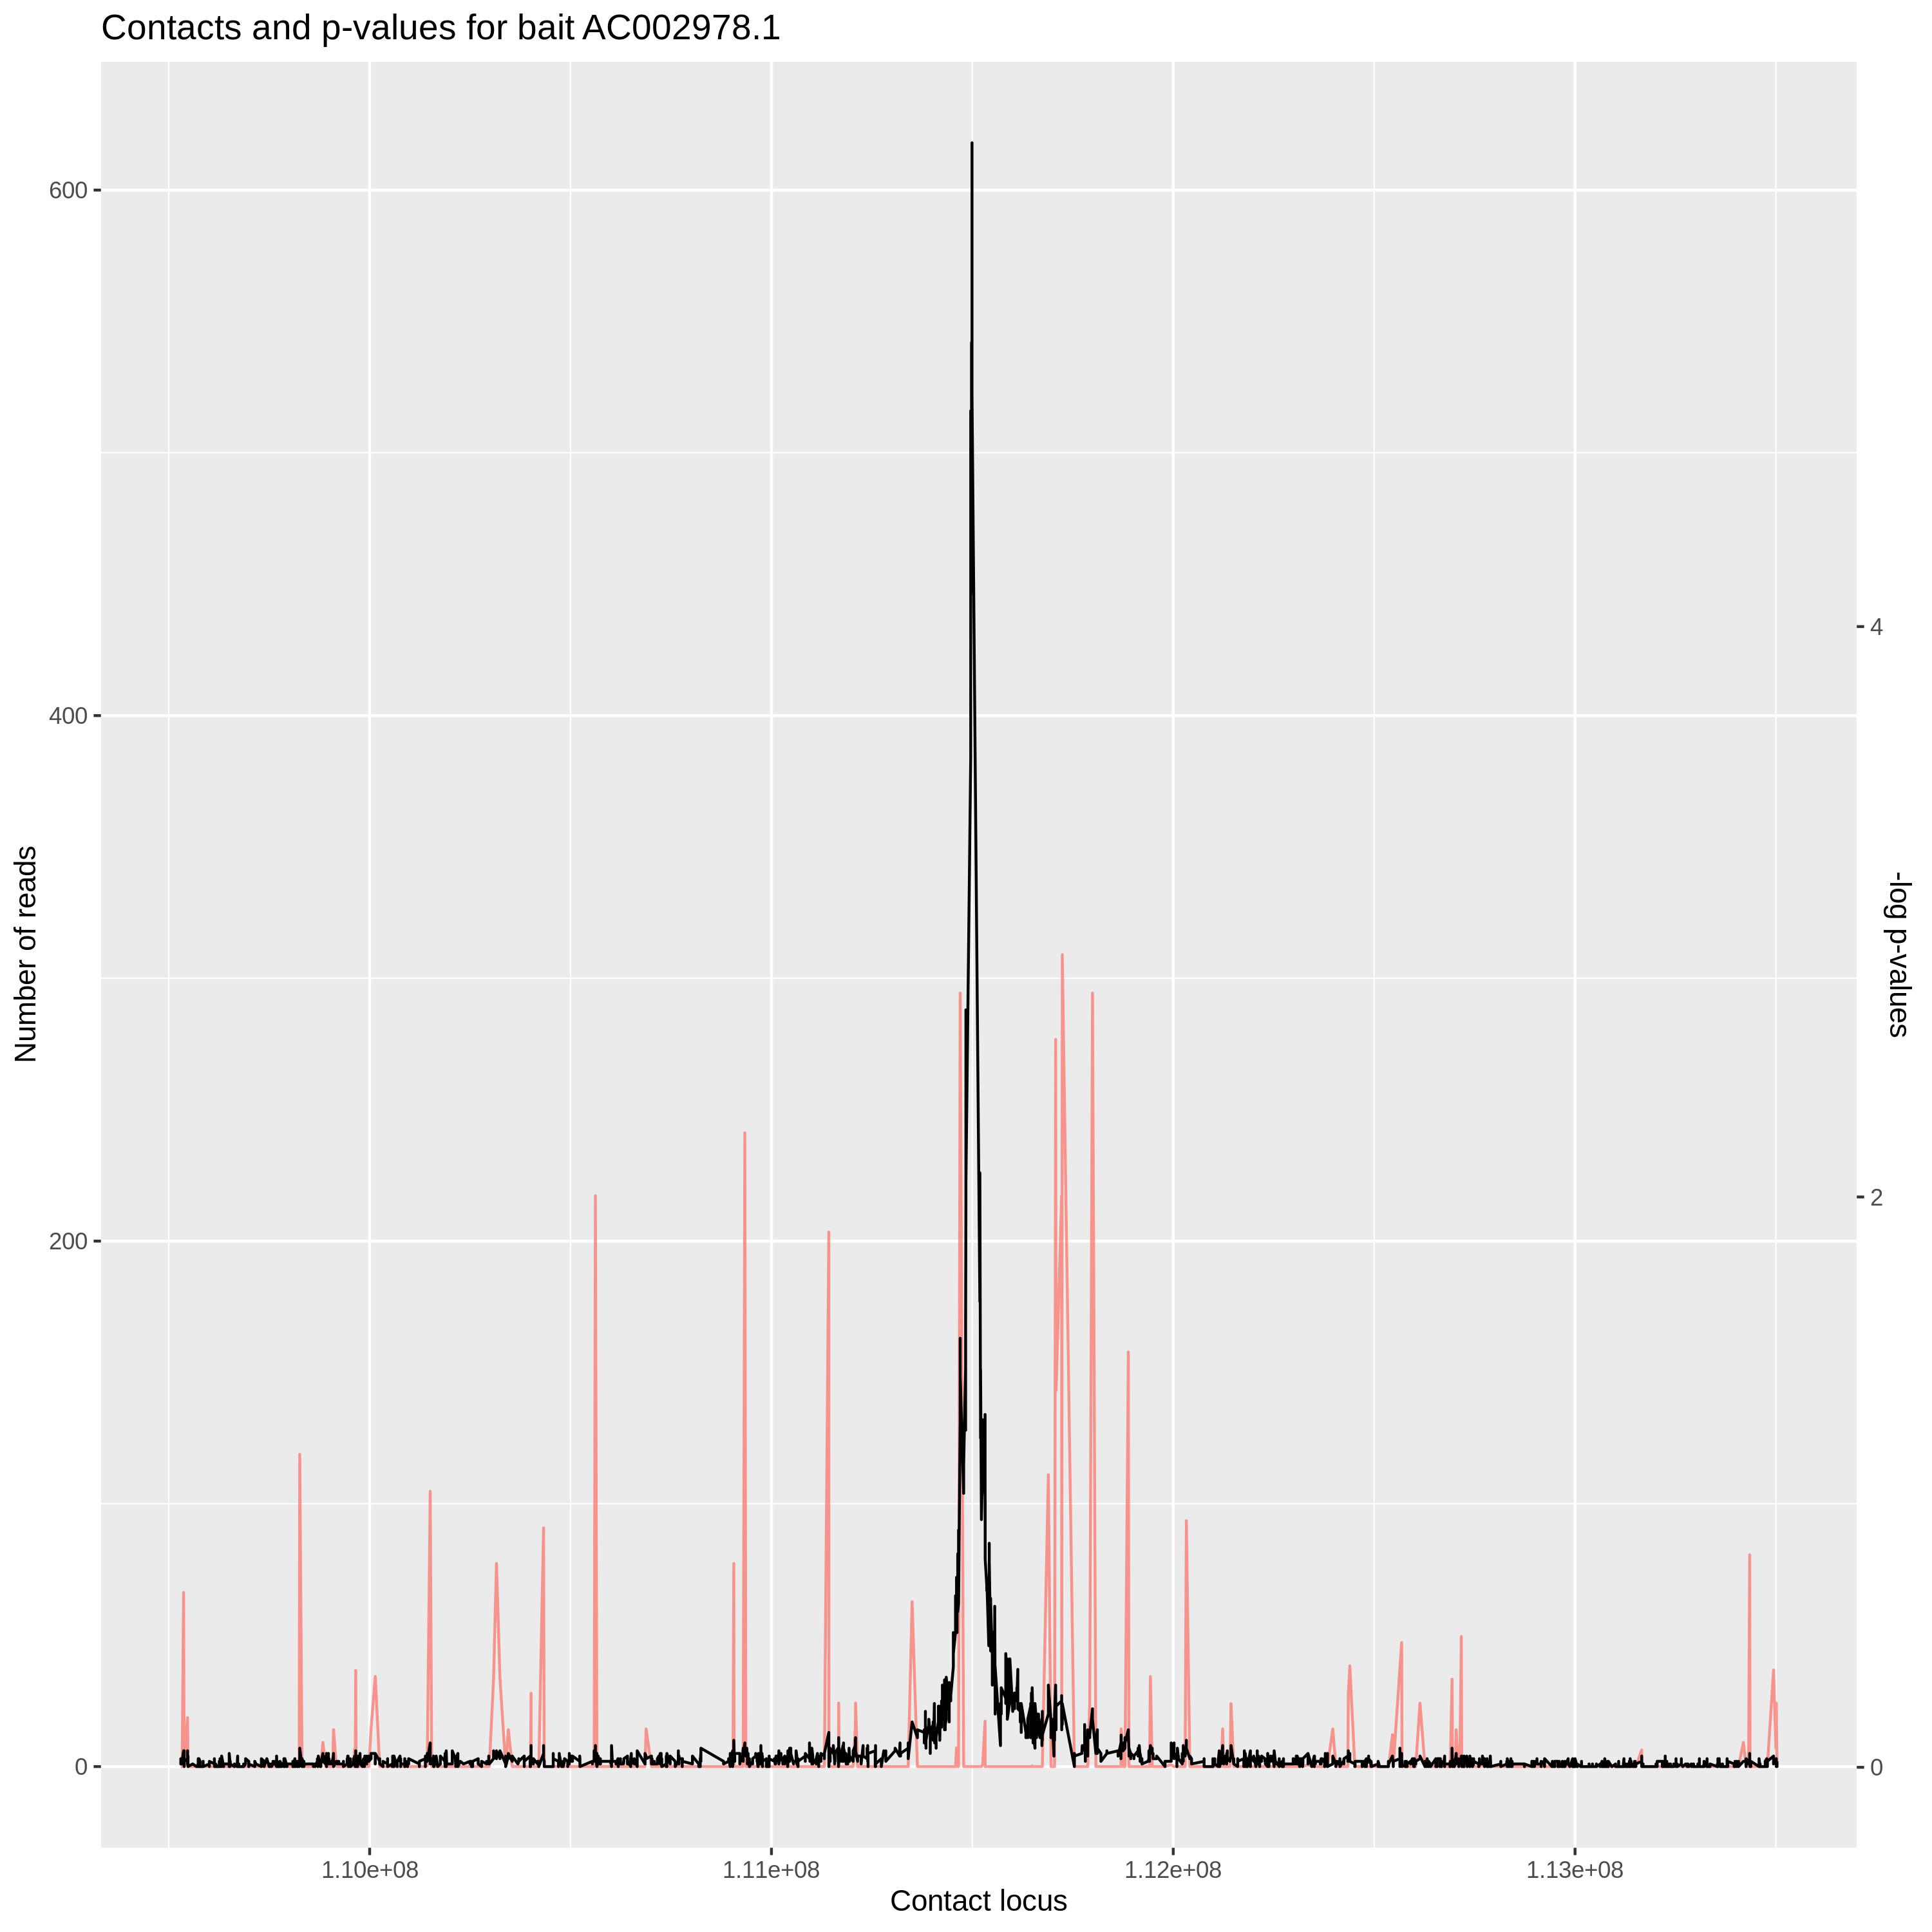 Contacts and p-values for bait AC002978.1
600
400
200
0
Number of reads
4
2
0
-log p-values
1.10e+08
1.11e+08
1.12e+08
1.13e+08
Contact locus